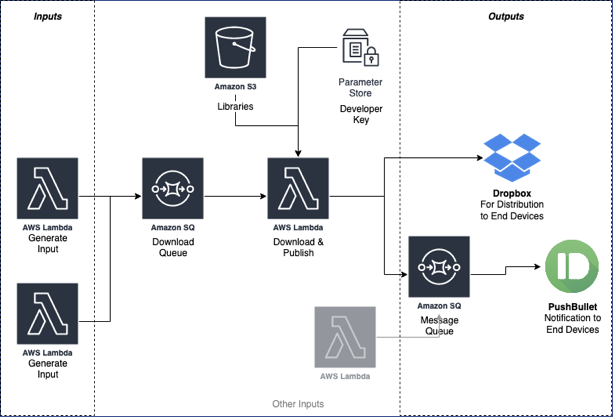 Inputs
Outputs
Amazon S3
Libraries
Parameter
Store
Developer
Key
AWS Lambda
Generate
Input
Amazon SQ
Download
Queue
AWS Lambda
Download &
Publish
Dropbox
For Distribution
to End Devices
AWS Lambda
Generate
Input
Amazon SQ
Message
Queue
PushBullet
Notification to
End Devices
AWS Lambda
Other Inputs